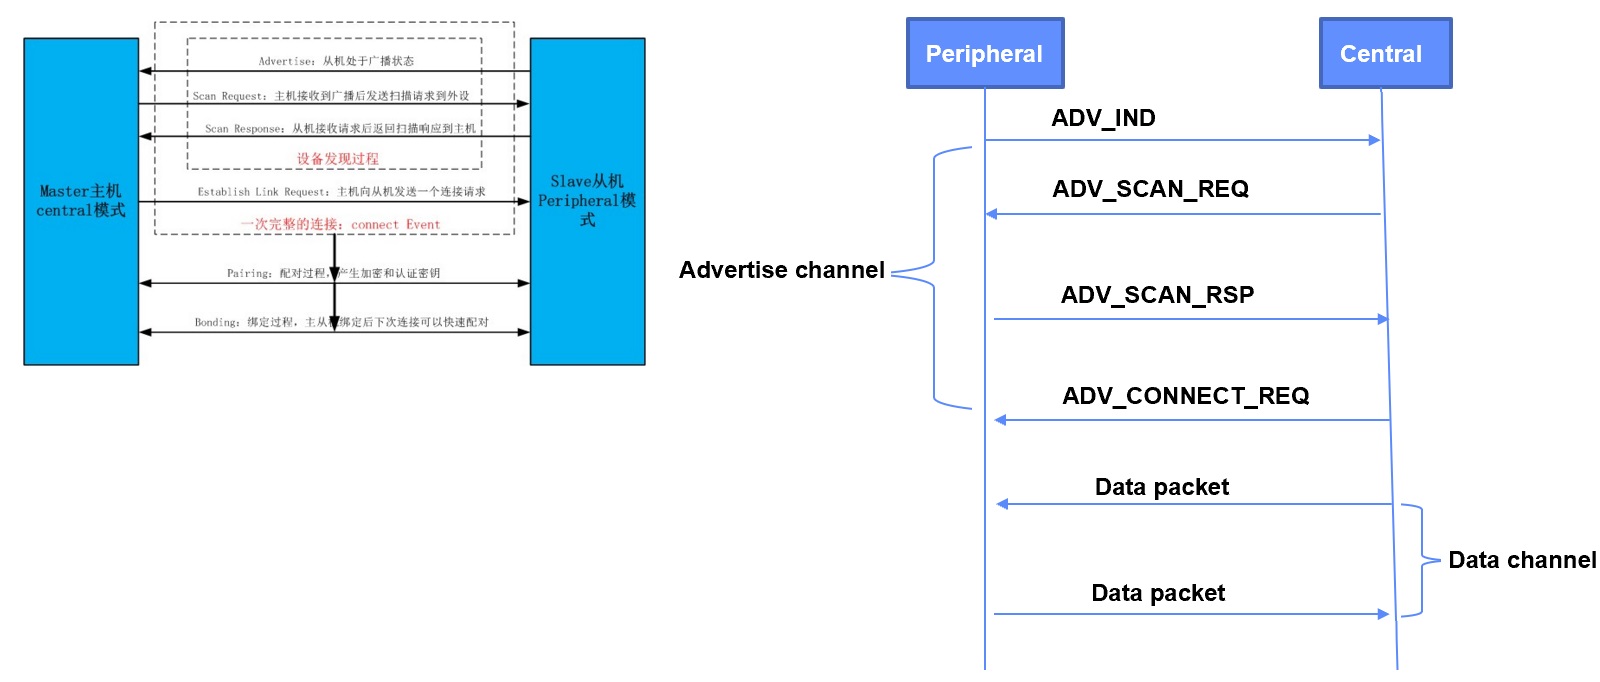 Advertise: 从机处于广播状态
Scan Request: 主机接收到广播后发送扫描请求到外设
Scan Response: 从机接收请求后返回扫描响应到主机
设备发现过程
Master主机
central模式
Slave从机
Peripheral模
式
Establish Link Request: 主机向从机发送一个连接请求
一次完整的连接: connect Event
Pairing: 配对过程, 产生加密和认证密钥
Bonding: 绑定过程, 主从机绑定后下次连接可以快速配对
Peripheral
Central
ADV_IND
ADV_SCAN_REQ
Advertise channel
ADV_SCAN_RSP
ADV_CONNECT_REQ
Data packet
Data channel
Data packet